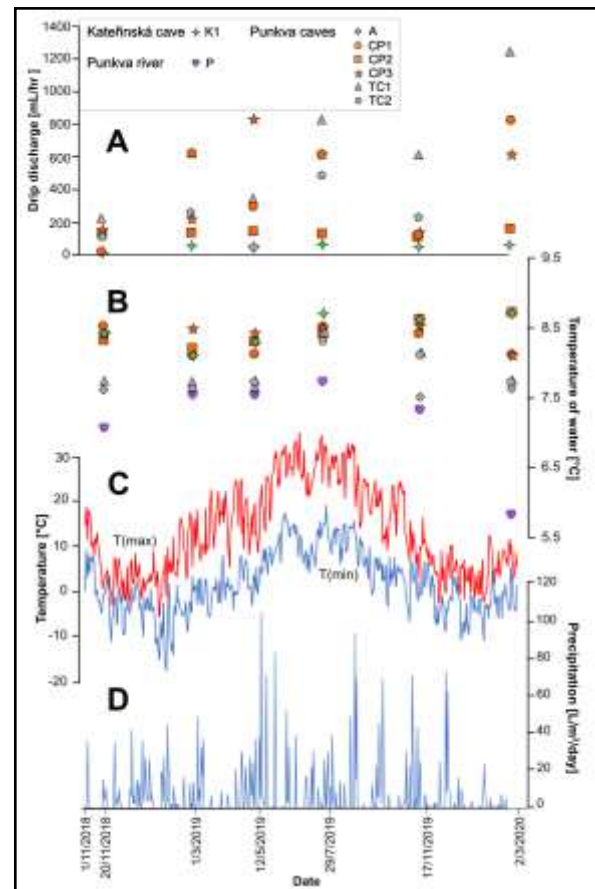 Kateřinská cave K1 Punkva caves A
CP1
Punkva river P CP2
CP3
TC1
TC2
Drip discharge [mL/hr]
1400
1200
1000
800
600
400
200
0
A
B
9.5
8.5
7.5
6.5
5.5
Temperature of water [°C]
C
30
20
10
0
-10
-20
Temperature [°C]
T(max)
T(min)
D
120
100
80
60
40
20
0
Precipitation [L/m²/day]
1/11/2018
20/11/2018
1/3/2019
12/5/2019
29/7/2019
17/11/2019
2/3/2020
Date